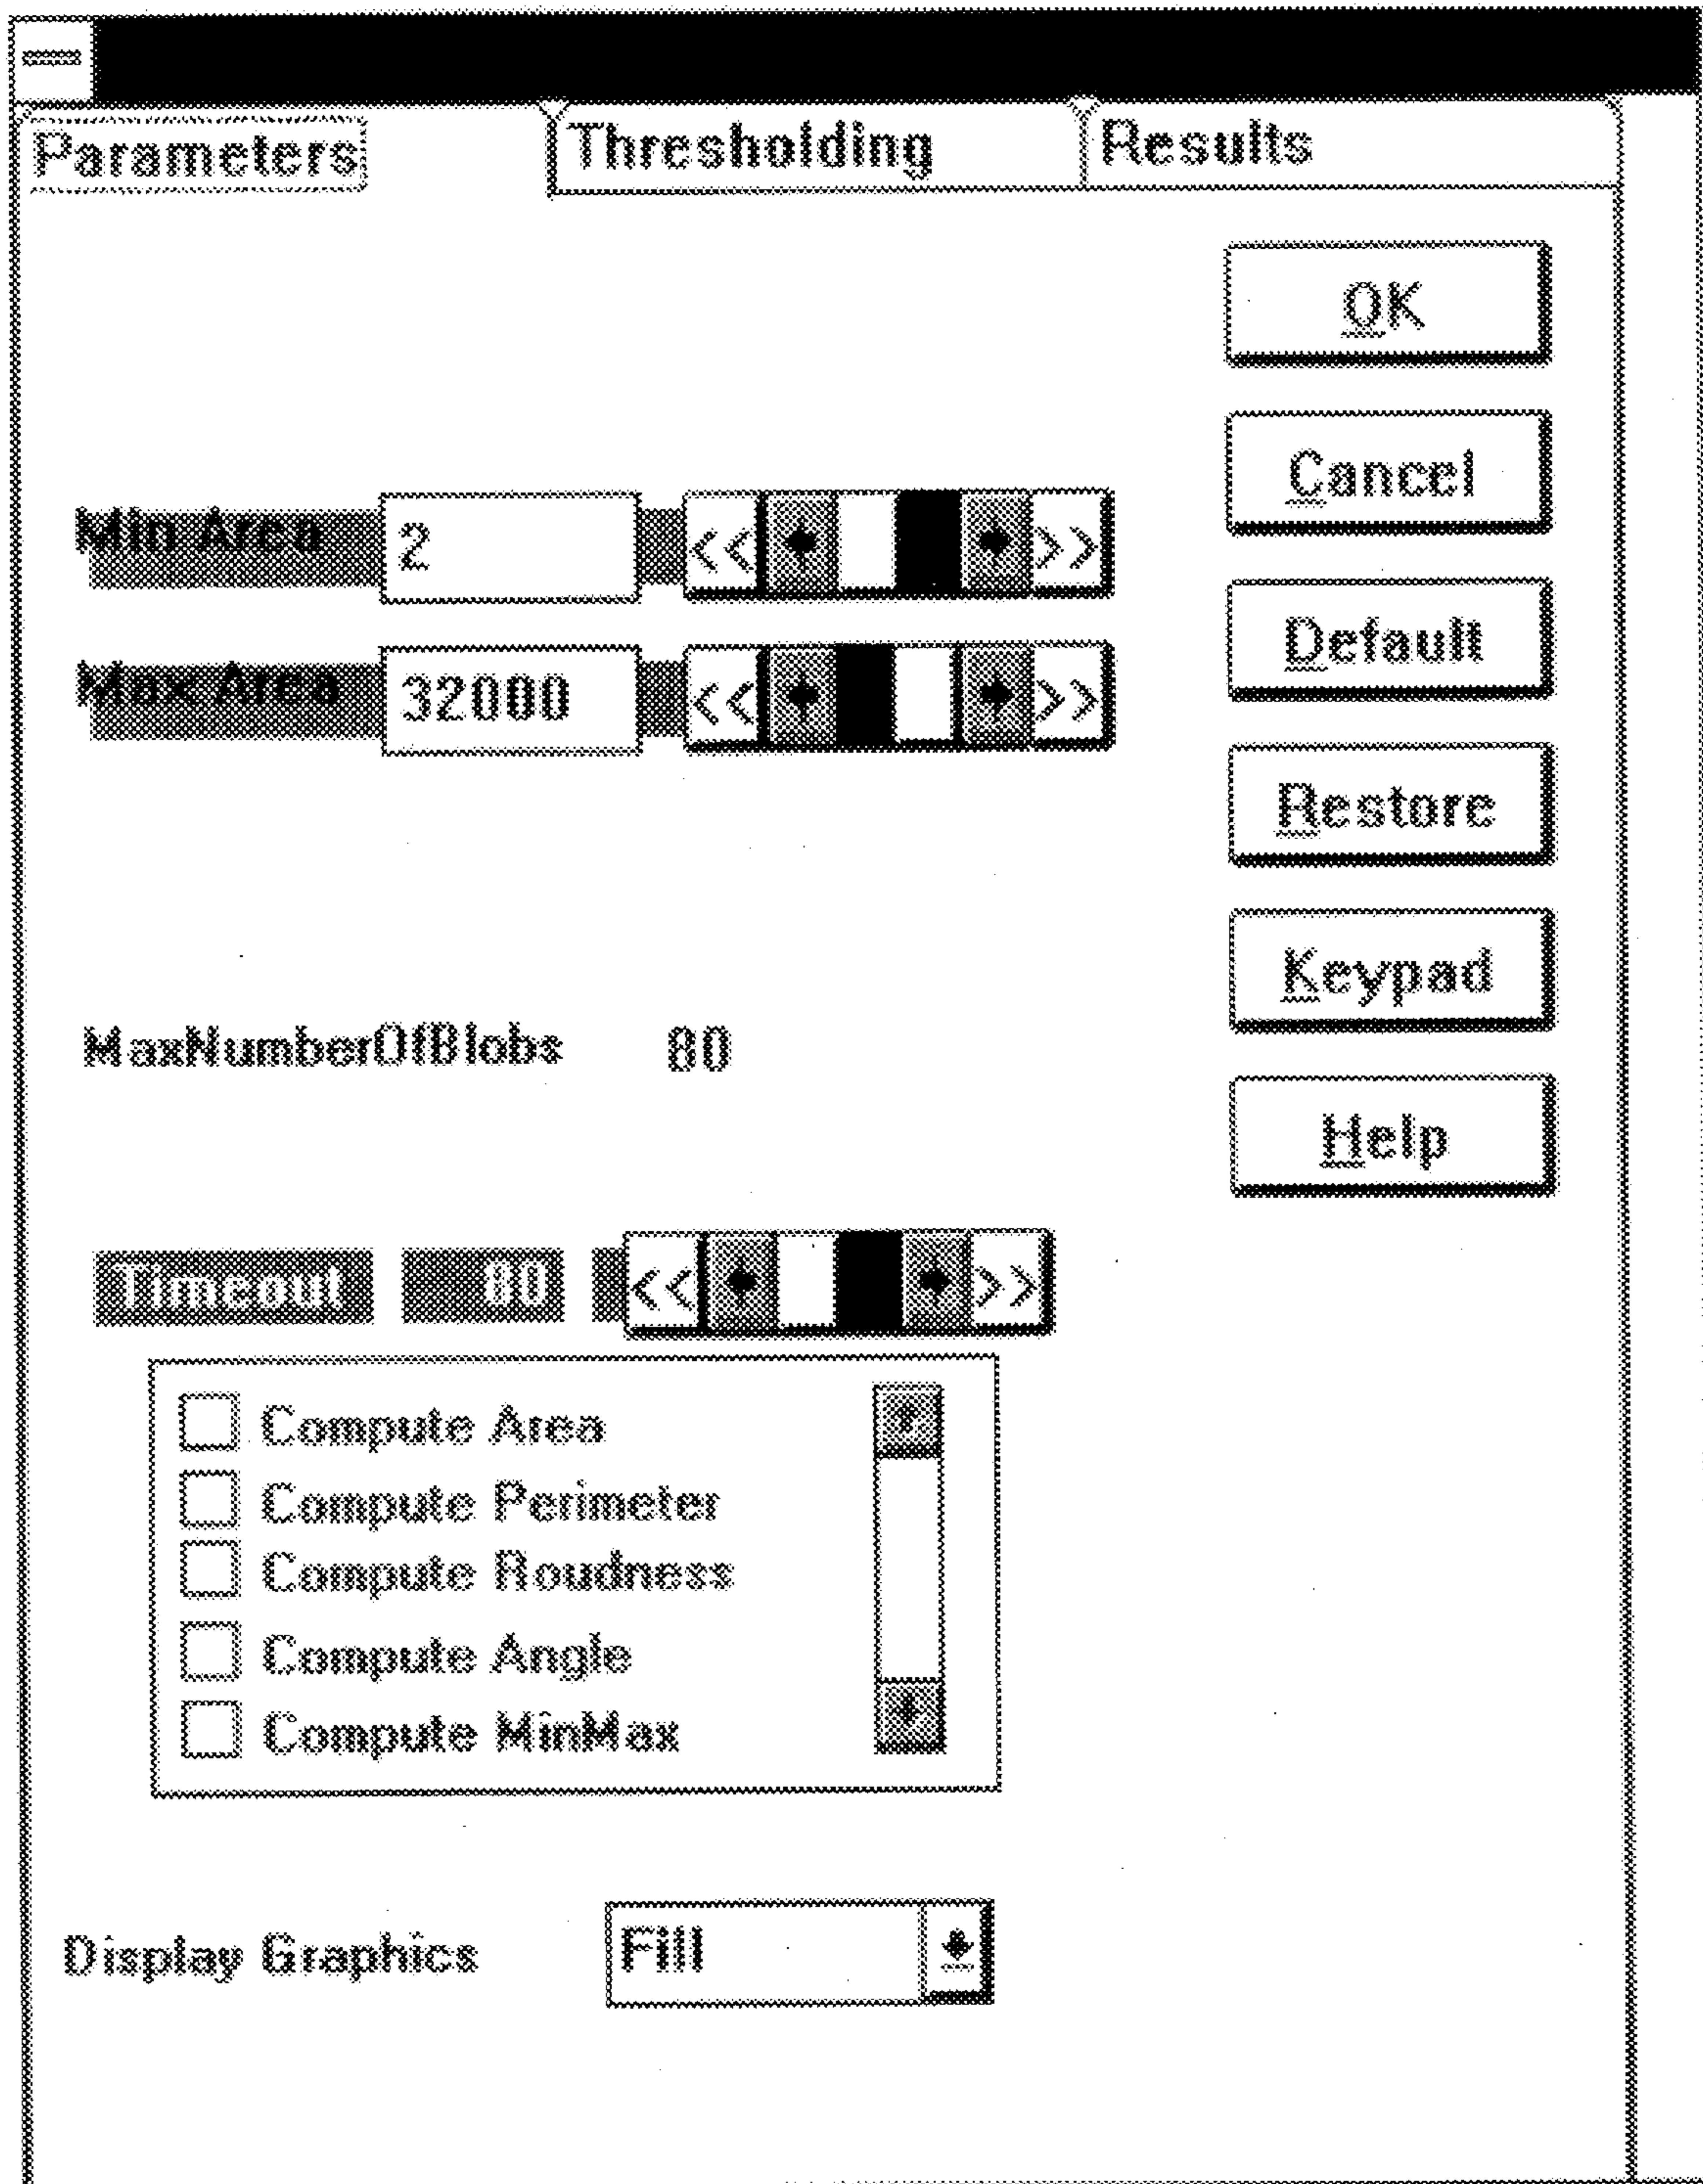 Parameters Thresholding Results
OK
Cancel
Min Area 2 << >>
Default
Max Area 32000 << >>
Restore
Keypad
MaxNumberOfBlobs 80
Help
Timeout 80 << >>
Compute Area
Compute Perimeter
Compute Roudness
Compute Angle
Compute MinMax
Display Graphics Fill